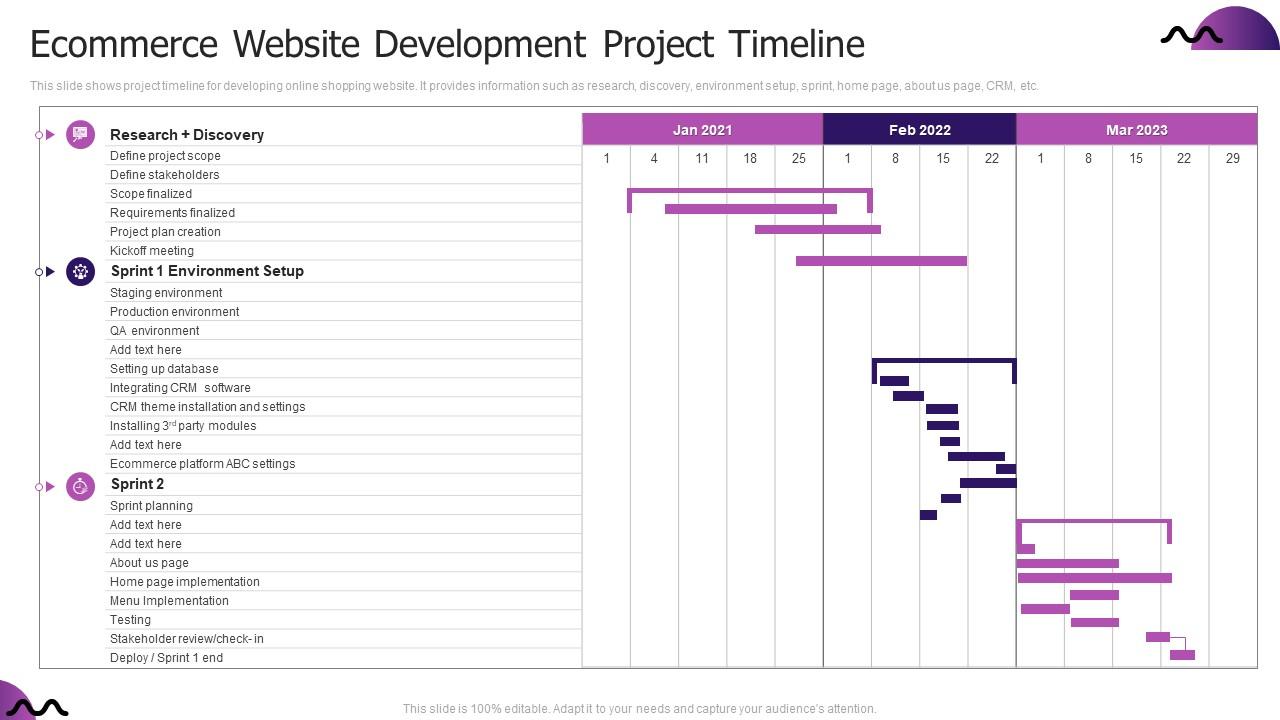 Ecommerce Website Development Project Timeline
This slide shows project timeline for developing online shopping website. It provides information such as research, discovery, environment setup, sprint, home page, about us page, CRM, etc.
Research + Discovery
Jan 2021
Feb 2022
Mar 2023
1 4 11 18 25 1 8 15 22 1 8 15 22 29
Define project scope
Define stakeholders
Scope finalized
Requirements finalized
Project plan creation
Kickoff meeting
Sprint 1 Environment Setup
Staging environment
Production environment
QA environment
Add text here
Setting up database
Integrating CRM software
CRM theme installation and settings
Installing 3rd party modules
Add text here
Ecommerce platform ABC settings
Sprint 2
Sprint planning
Add text here
Add text here
About us page
Home page implementation
Menu Implementation
Testing
Stakeholder review/check- in
Deploy / Sprint 1 end
This slide is 100% editable. Adapt it to your needs and capture your audience's attention.